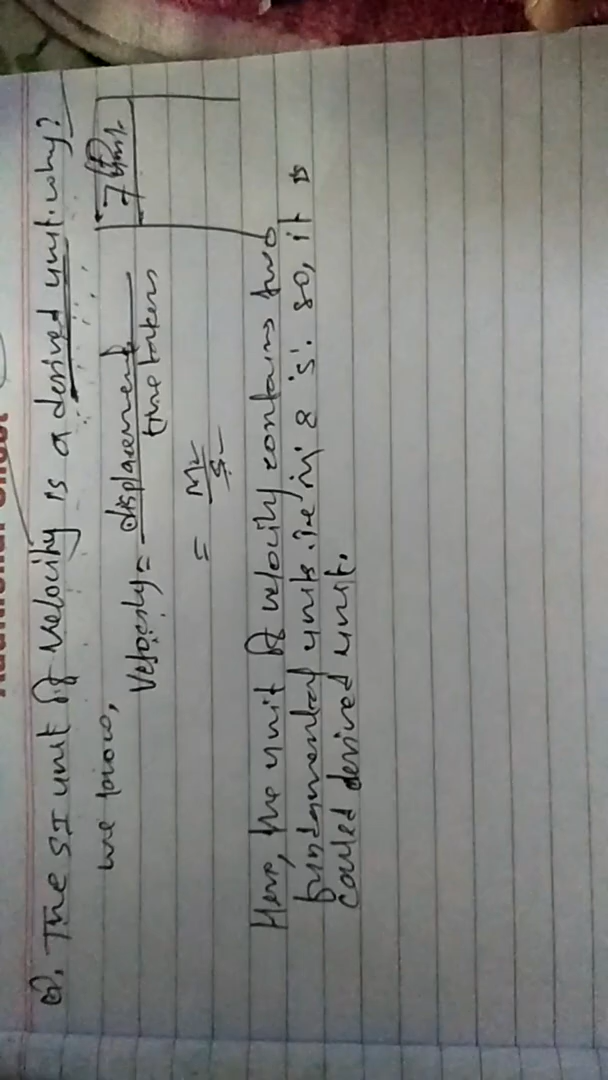 Q. The SI unit of velocity is a derived unit. why?
we know,
Velocity = displacement
time taken
= m
s
Here, the unit of velocity contains two
fundamental units. i.e 'm' & 's'. so, it is
called derived unit.